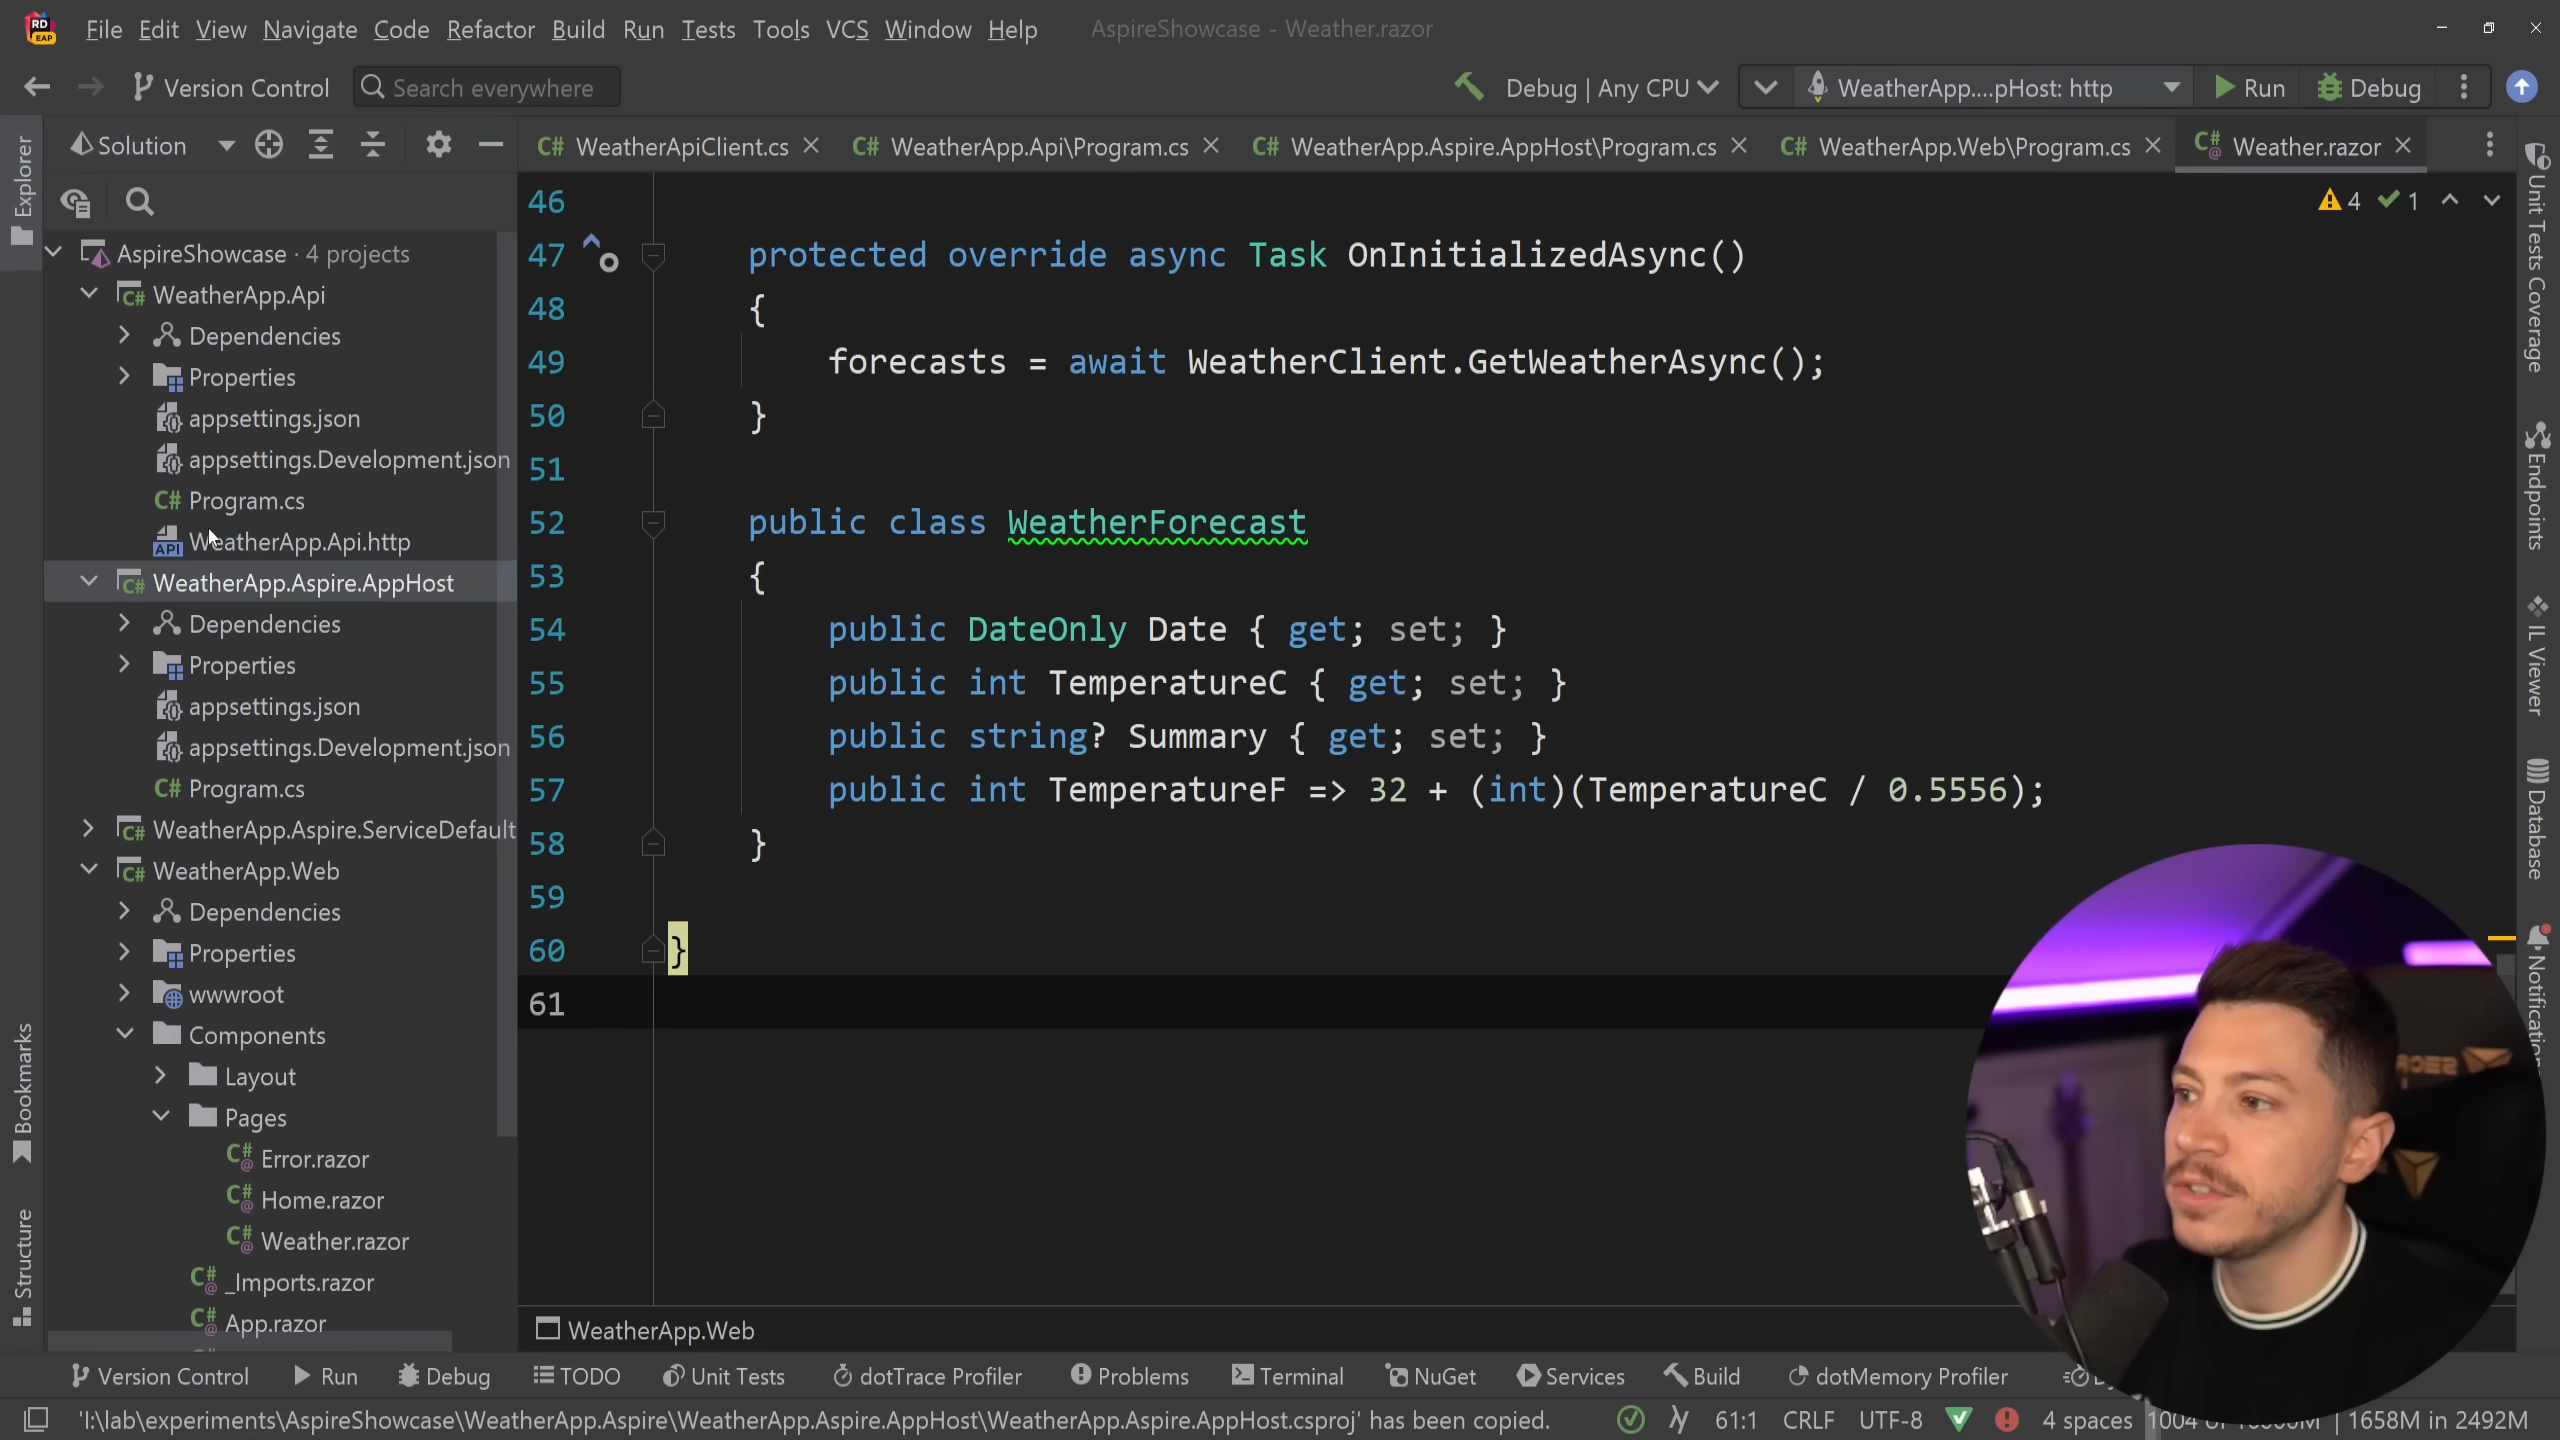 RD
EAP
File Edit View Navigate Code Refactor Build Run Tests Tools VCS Window Help
AspireShowcase - Weather.razor
Version Control
Search everywhere
Debug | Any CPU
WeatherApp....pHost: http
Run
Debug
Explorer
Solution
WeatherApiClient.cs
WeatherApp.Api\Program.cs
WeatherApp.Aspire.AppHost\Program.cs
WeatherApp.Web\Program.cs
Weather.razor
AspireShowcase · 4 projects
WeatherApp.Api
Dependencies
Properties
appsettings.json
appsettings.Development.json
C# Program.cs
API WeatherApp.Api.http
WeatherApp.Aspire.AppHost
Dependencies
Properties
appsettings.json
appsettings.Development.json
C# Program.cs
WeatherApp.Aspire.ServiceDefault
WeatherApp.Web
Dependencies
Properties
wwwroot
Components
Layout
Pages
Error.razor
Home.razor
Weather.razor
_Imports.razor
App.razor
Bookmarks
Structure
4 1
46
47 protected override async Task OnInitializedAsync()
48 {
49 forecasts = await WeatherClient.GetWeatherAsync();
50 }
51
52 public class WeatherForecast
53 {
54 public DateOnly Date { get; set; }
55 public int TemperatureC { get; set; }
56 public string? Summary { get; set; }
57 public int TemperatureF => 32 + (int)(TemperatureC / 0.5556);
58 }
59
60 }
61
WeatherApp.Web
Unit Tests Coverage
Endpoints
IL Viewer
Database
Notifications
Version Control Run Debug TODO Unit Tests dotTrace Profiler Problems Terminal NuGet Services Build dotMemory Profiler
'I:\lab\experiments\AspireShowcase\WeatherApp.Aspire\WeatherApp.Aspire.AppHost\WeatherApp.Aspire.AppHost.csproj' has been copied.
61:1 CRLF UTF-8 4 spaces
1658M in 2492M